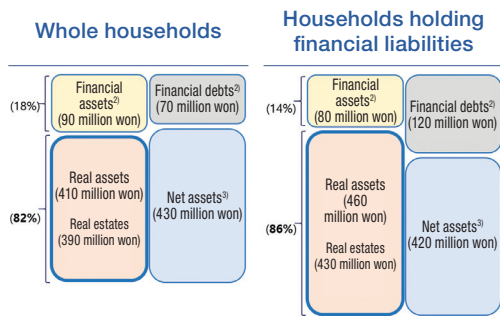 Whole households
(18%)
Financial
assets2)
(90 million won)
Financial debts2)
(70 million won)
(82%)
Real assets
(410 million won)
Real estates
(390 million won)
Net assets3)
(430 million won)
Households holding
financial liabilities
(14%)
Financial
assets2)
(80 million won)
Financial debts2)
(120 million won)
(86%)
Real assets
(460
million won)
Real estates
(430 million won)
Net assets3)
(420 million won)